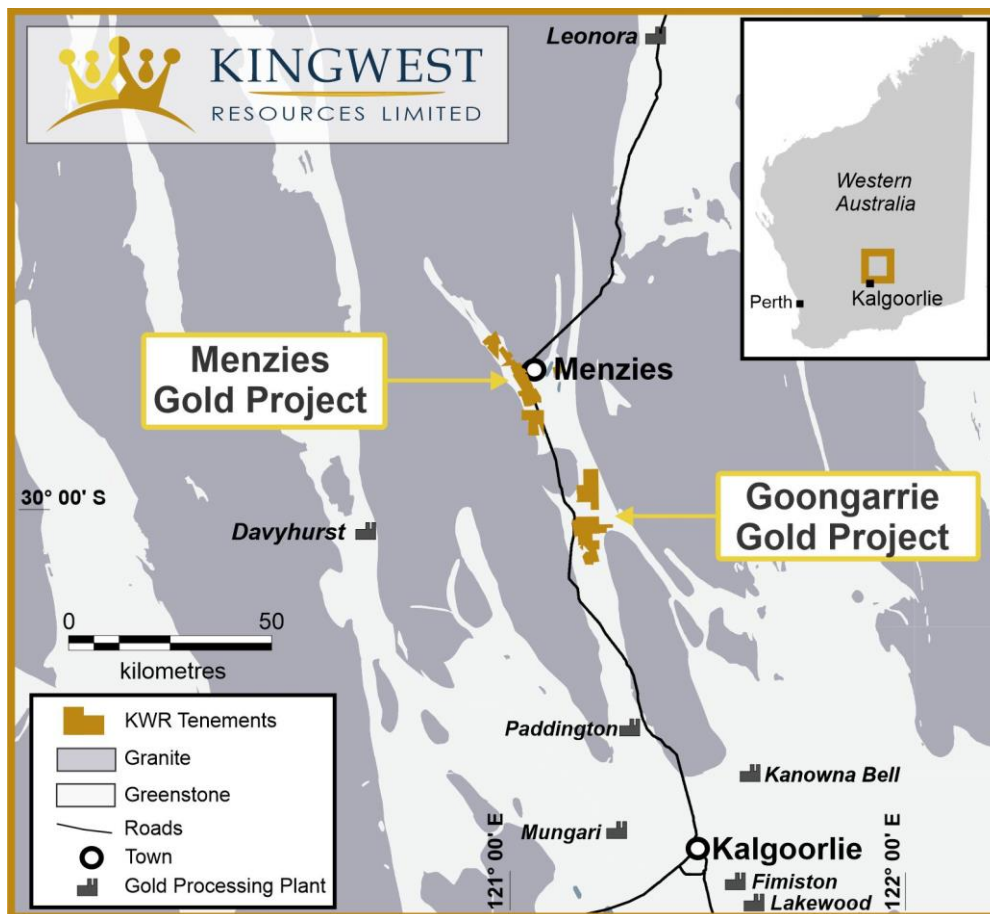 KINGWEST
RESOURCES LIMITED
Leonora
Western
Australia
Perth
Kalgoorlie
Menzies
Gold Project
Menzies
30° 00' S
Davyhurst
Goongarrie
Gold Project
0 50
kilometres
KWR Tenements
Granite
Greenstone
Roads
Town
Gold Processing Plant
Paddington
Kanowna Bell
Mungari
Kalgoorlie
121° 00' E
122° 00' E
Fimiston
Lakewood